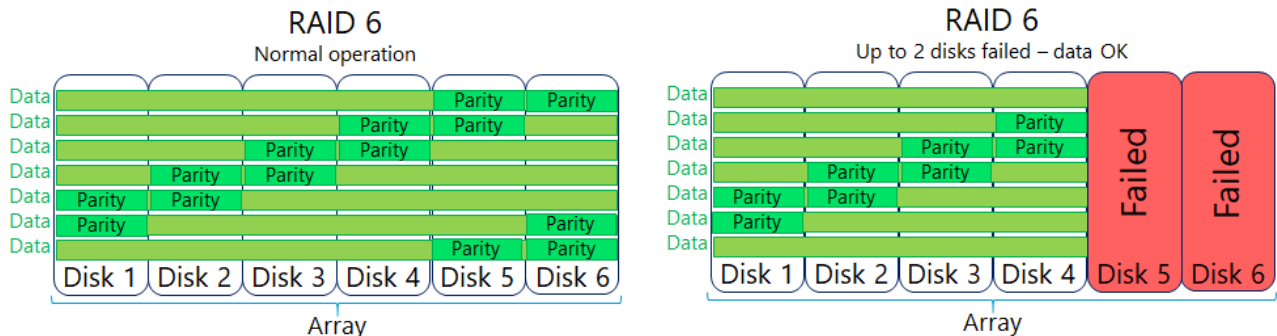 RAID 6
Normal operation
Data Parity Parity
Data Parity Parity
Data Parity Parity
Data Parity Parity
Data Parity Parity
Data Parity Parity
Data Parity Parity
Disk 1 Disk 2 Disk 3 Disk 4 Disk 5 Disk 6
Array
RAID 6
Up to 2 disks failed – data OK
Data
Data Parity
Data Parity Parity
Data Parity Parity
Data Parity Parity
Data Parity
Data
Failed Failed
Disk 1 Disk 2 Disk 3 Disk 4 Disk 5 Disk 6
Array